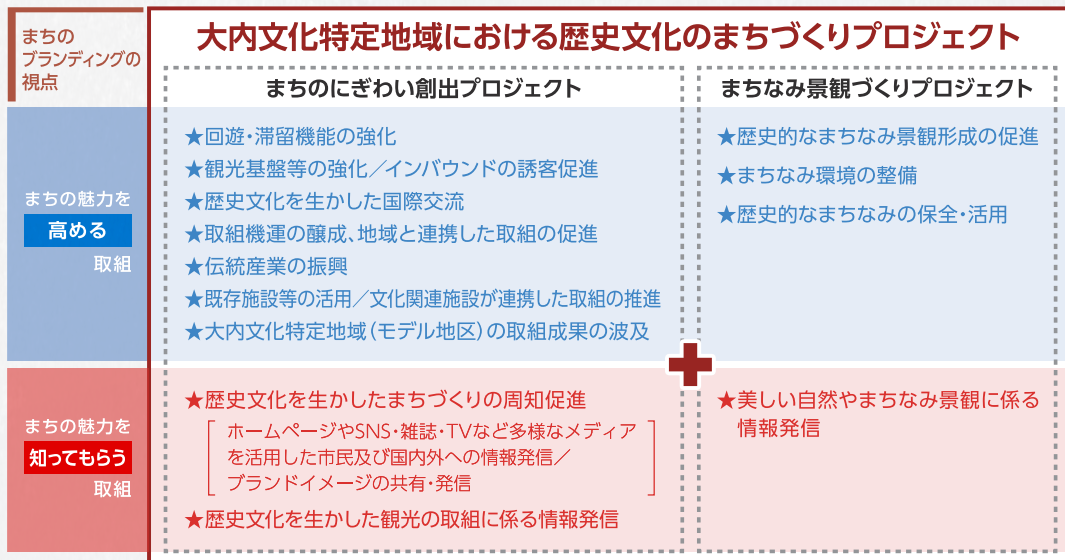 まちの
ブランディングの
視点
大内文化特定地域における歴史文化のまちづくりプロジェクト
まちのにぎわい創出プロジェクト
まちなみ景観づくりプロジェクト
まちの魅力を
高める
取組
★回遊・滞留機能の強化
★観光基盤等の強化／インバウンドの誘客促進
★歴史文化を生かした国際交流
★取組機運の醸成、地域と連携した取組の促進
★伝統産業の振興
★既存施設等の活用／文化関連施設が連携した取組の推進
★大内文化特定地域（モデル地区）の取組成果の波及
★歴史的なまちなみ景観形成の促進
★まちなみ環境の整備
★歴史的なまちなみの保全・活用
まちの魅力を
知ってもらう
取組
★歴史文化を生かしたまちづくりの周知促進
ホームページやSNS・雑誌・TVなど多様なメディア
を活用した市民及び国内外への情報発信／
ブランドイメージの共有・発信
★歴史文化を生かした観光の取組に係る情報発信
★美しい自然やまちなみ景観に係る
情報発信